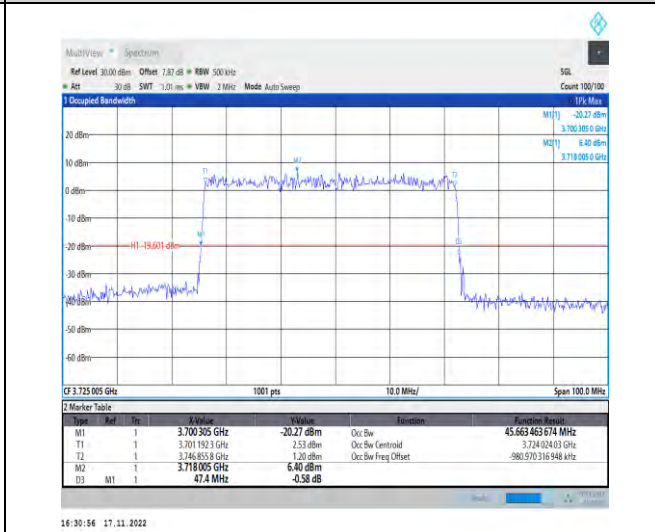 MultiView Spectrum
Ref Level 30.00 dBm Offset 7.87 dB RBW 500 kHz SGL
Att 30 dB SWT 1.01 ms VBW 2 MHz Mode Auto Sweep Count 100/100
1 Occupied Bandwidth 1Pk Max
M1[1] -20.27 dBm
3.700 305 0 GHz
M2[1] 6.40 dBm
3.718 005 0 GHz
20 dBm
10 dBm
0 dBm
-10 dBm
-20 dBm
-30 dBm
-40 dBm
-50 dBm
-60 dBm
T1
M2
T2
M1
D3
H1 -19.601 dBm
CF 3.725 005 GHz 1001 pts 10.0 MHz/ Span 100.0 MHz
2 Marker Table
Type Ref Trc X-Value Y-Value Function Function Result
M1 1 3.700 305 GHz -20.27 dBm Occ Bw 45.663 463 674 MHz
T1 1 3.701 192 3 GHz 2.53 dBm Occ Bw Centroid 3.724 024 03 GHz
T2 1 3.746 855 8 GHz 1.20 dBm Occ Bw Freq Offset -980.970 316 948 kHz
M2 1 3.718 005 GHz 6.40 dBm
D3 M1 1 47.4 MHz -0.58 dB
16:30:56 17.11.2022